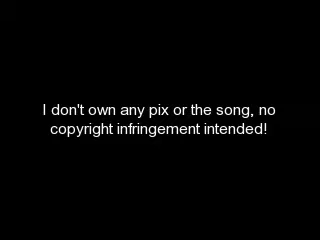 I don't own any pix or the song, no
copyright infringement intended!